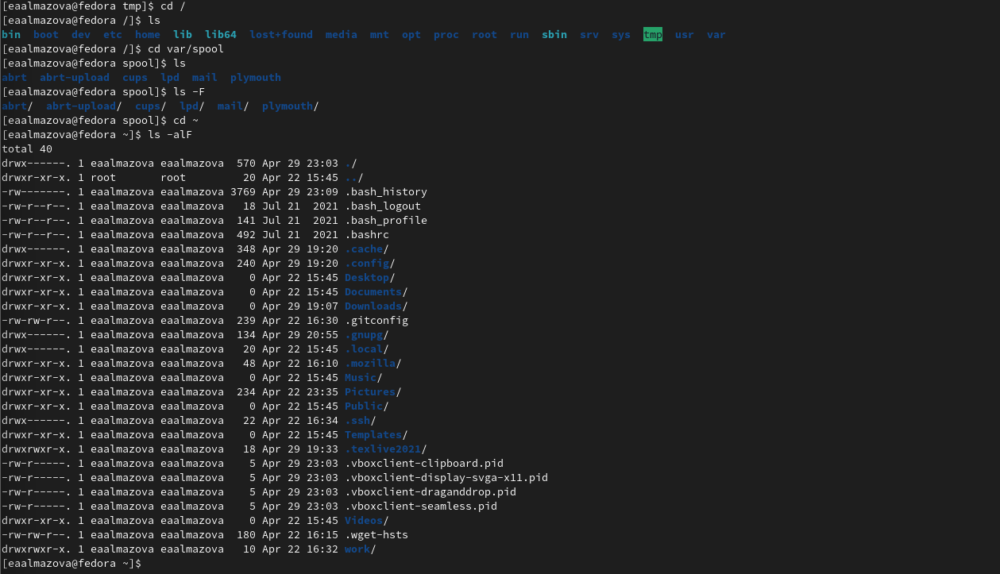 [eaalmazova@fedora tmp]$ cd /
[eaalmazova@fedora /]$ ls
bin  boot  dev  etc  home  lib  lib64  lost+found  media  mnt  opt  proc  root  run  sbin  srv  sys  tmp  usr  var
[eaalmazova@fedora /]$ cd var/spool
[eaalmazova@fedora spool]$ ls
abrt  abrt-upload  cups  lpd  mail  plymouth
[eaalmazova@fedora spool]$ ls -F
abrt/  abrt-upload/  cups/  lpd/  mail/  plymouth/
[eaalmazova@fedora spool]$ cd ~
[eaalmazova@fedora ~]$ ls -alF
total 40
drwx------. 1 eaalmazova eaalmazova  570 Apr 29 23:03 ./
drwxr-xr-x. 1 root       root         20 Apr 22 15:45 ../
-rw-------. 1 eaalmazova eaalmazova 3769 Apr 29 23:09 .bash_history
-rw-r--r--. 1 eaalmazova eaalmazova   18 Jul 21  2021 .bash_logout
-rw-r--r--. 1 eaalmazova eaalmazova  141 Jul 21  2021 .bash_profile
-rw-r--r--. 1 eaalmazova eaalmazova  492 Jul 21  2021 .bashrc
drwx------. 1 eaalmazova eaalmazova  348 Apr 29 19:20 .cache/
drwxr-xr-x. 1 eaalmazova eaalmazova  240 Apr 29 19:20 .config/
drwxr-xr-x. 1 eaalmazova eaalmazova    0 Apr 22 15:45 Desktop/
drwxr-xr-x. 1 eaalmazova eaalmazova    0 Apr 22 15:45 Documents/
drwxr-xr-x. 1 eaalmazova eaalmazova    0 Apr 29 19:07 Downloads/
-rw-rw-r--. 1 eaalmazova eaalmazova  239 Apr 22 16:30 .gitconfig
drwx------. 1 eaalmazova eaalmazova  134 Apr 29 20:55 .gnupg/
drwx------. 1 eaalmazova eaalmazova   20 Apr 22 15:45 .local/
drwxr-xr-x. 1 eaalmazova eaalmazova   48 Apr 22 16:10 .mozilla/
drwxr-xr-x. 1 eaalmazova eaalmazova    0 Apr 22 15:45 Music/
drwxr-xr-x. 1 eaalmazova eaalmazova  234 Apr 22 23:35 Pictures/
drwxr-xr-x. 1 eaalmazova eaalmazova    0 Apr 22 15:45 Public/
drwx------. 1 eaalmazova eaalmazova   22 Apr 22 16:34 .ssh/
drwxr-xr-x. 1 eaalmazova eaalmazova    0 Apr 22 15:45 Templates/
drwxrwxr-x. 1 eaalmazova eaalmazova   18 Apr 29 19:33 .texlive2021/
-rw-r-----. 1 eaalmazova eaalmazova    5 Apr 29 23:03 .vboxclient-clipboard.pid
-rw-r-----. 1 eaalmazova eaalmazova    5 Apr 29 23:03 .vboxclient-display-svga-x11.pid
-rw-r-----. 1 eaalmazova eaalmazova    5 Apr 29 23:03 .vboxclient-draganddrop.pid
-rw-r-----. 1 eaalmazova eaalmazova    5 Apr 29 23:03 .vboxclient-seamless.pid
drwxr-xr-x. 1 eaalmazova eaalmazova    0 Apr 22 15:45 Videos/
-rw-rw-r--. 1 eaalmazova eaalmazova  180 Apr 22 16:15 .wget-hsts
drwxrwxr-x. 1 eaalmazova eaalmazova   10 Apr 22 16:32 work/
[eaalmazova@fedora ~]$